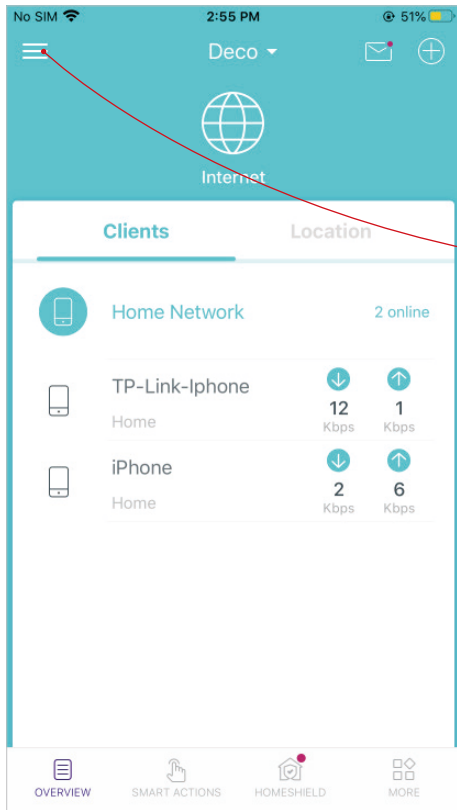 No SIM 2:55 PM 51%
Deco
Internet
Clients Location
Home Network 2 online
TP-Link-Iphone
12 1
Home Kbps Kbps
iPhone
2 6
Home Kbps Kbps
OVERVIEW SMART ACTIONS HOMESHIELD MORE